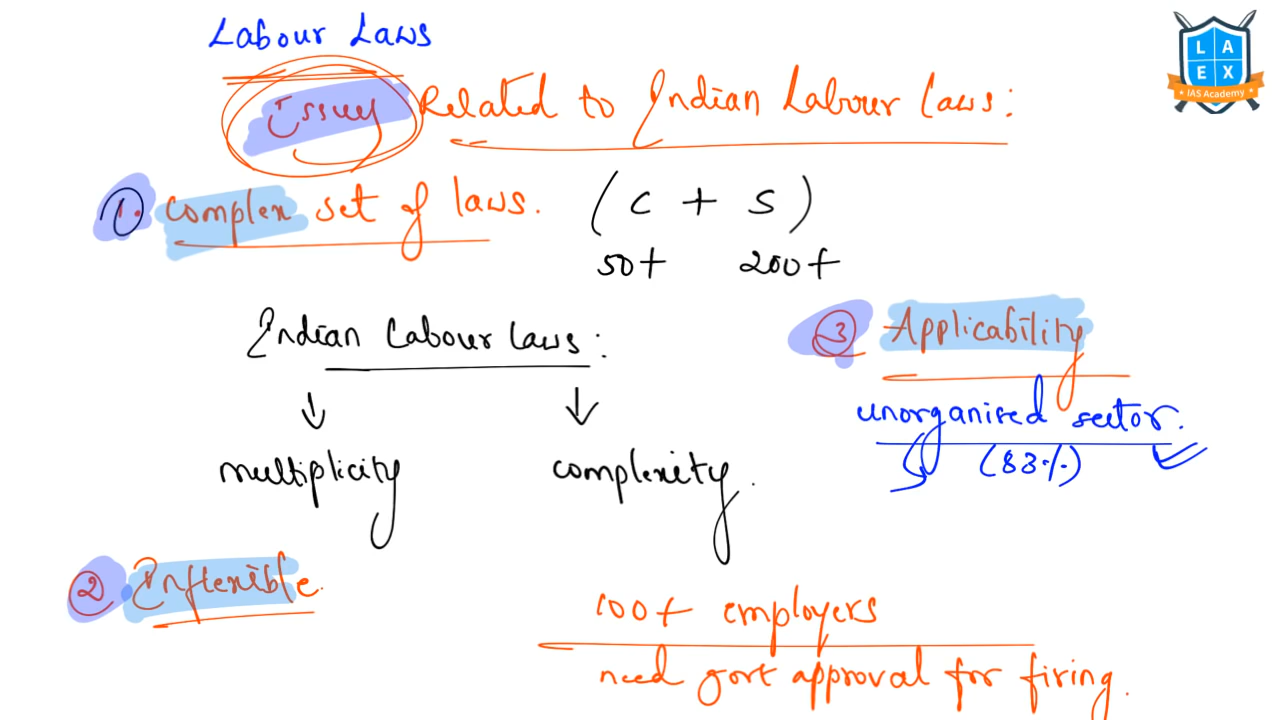 Labour Laws
Issues Related to Indian Labour Laws:
1. Complex set of laws. (C + S)
50+ 200+
Indian Labour Laws:
↓ ↓
multiplicity complexity.
3 Applicability
unorganised sector.
(83%)
2. Inflexible.
100+ employers
need govt approval for firing.
L A
E X
IAS Academy